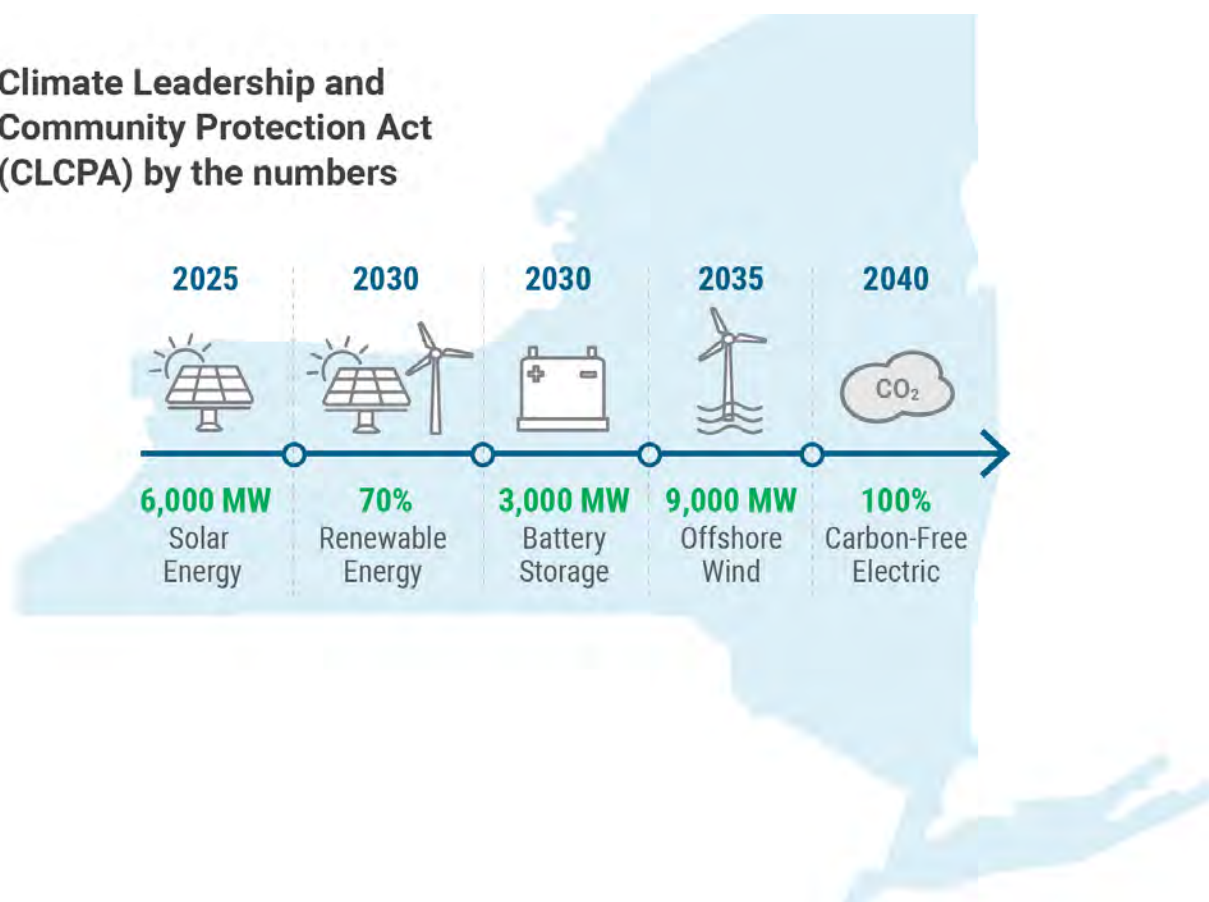 Climate Leadership and
Community Protection Act
(CLCPA) by the numbers
2025
2030
2030
2035
2040
CO₂
6,000 MW
Solar
Energy
70%
Renewable
Energy
3,000 MW
Battery
Storage
9,000 MW
Offshore
Wind
100%
Carbon-Free
Electric